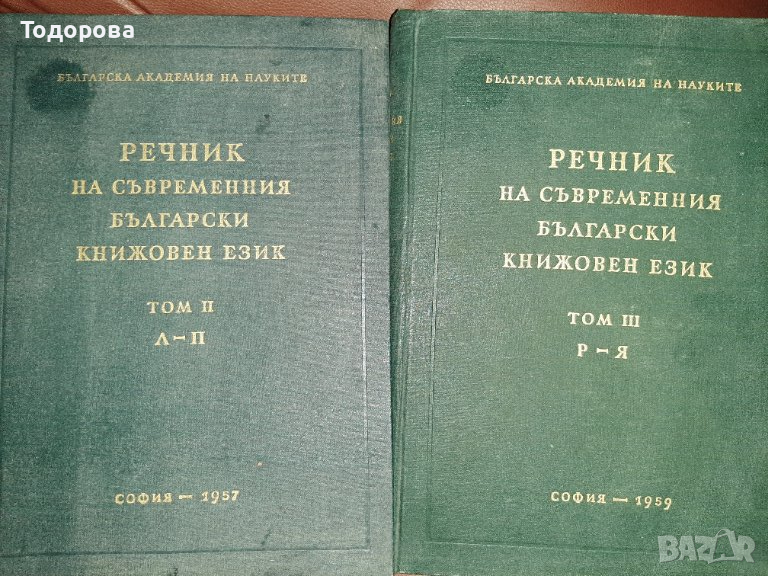 Тодорова
БЪЛГАРСКА АКАДЕМИЯ НА НАУКИТЕ
РЕЧНИК
НА СЪВРЕМЕННИЯ
БЪЛГАРСКИ
КНИЖОВЕН ЕЗИК
ТОМ II
Л–П
СОФИЯ — 1957
БЪЛГАРСКА АКАДЕМИЯ НА НАУКИТЕ
РЕЧНИК
НА СЪВРЕМЕННИЯ
БЪЛГАРСКИ
КНИЖОВЕН ЕЗИК
ТОМ III
Р – Я
СОФИЯ — 1959
BAZAR